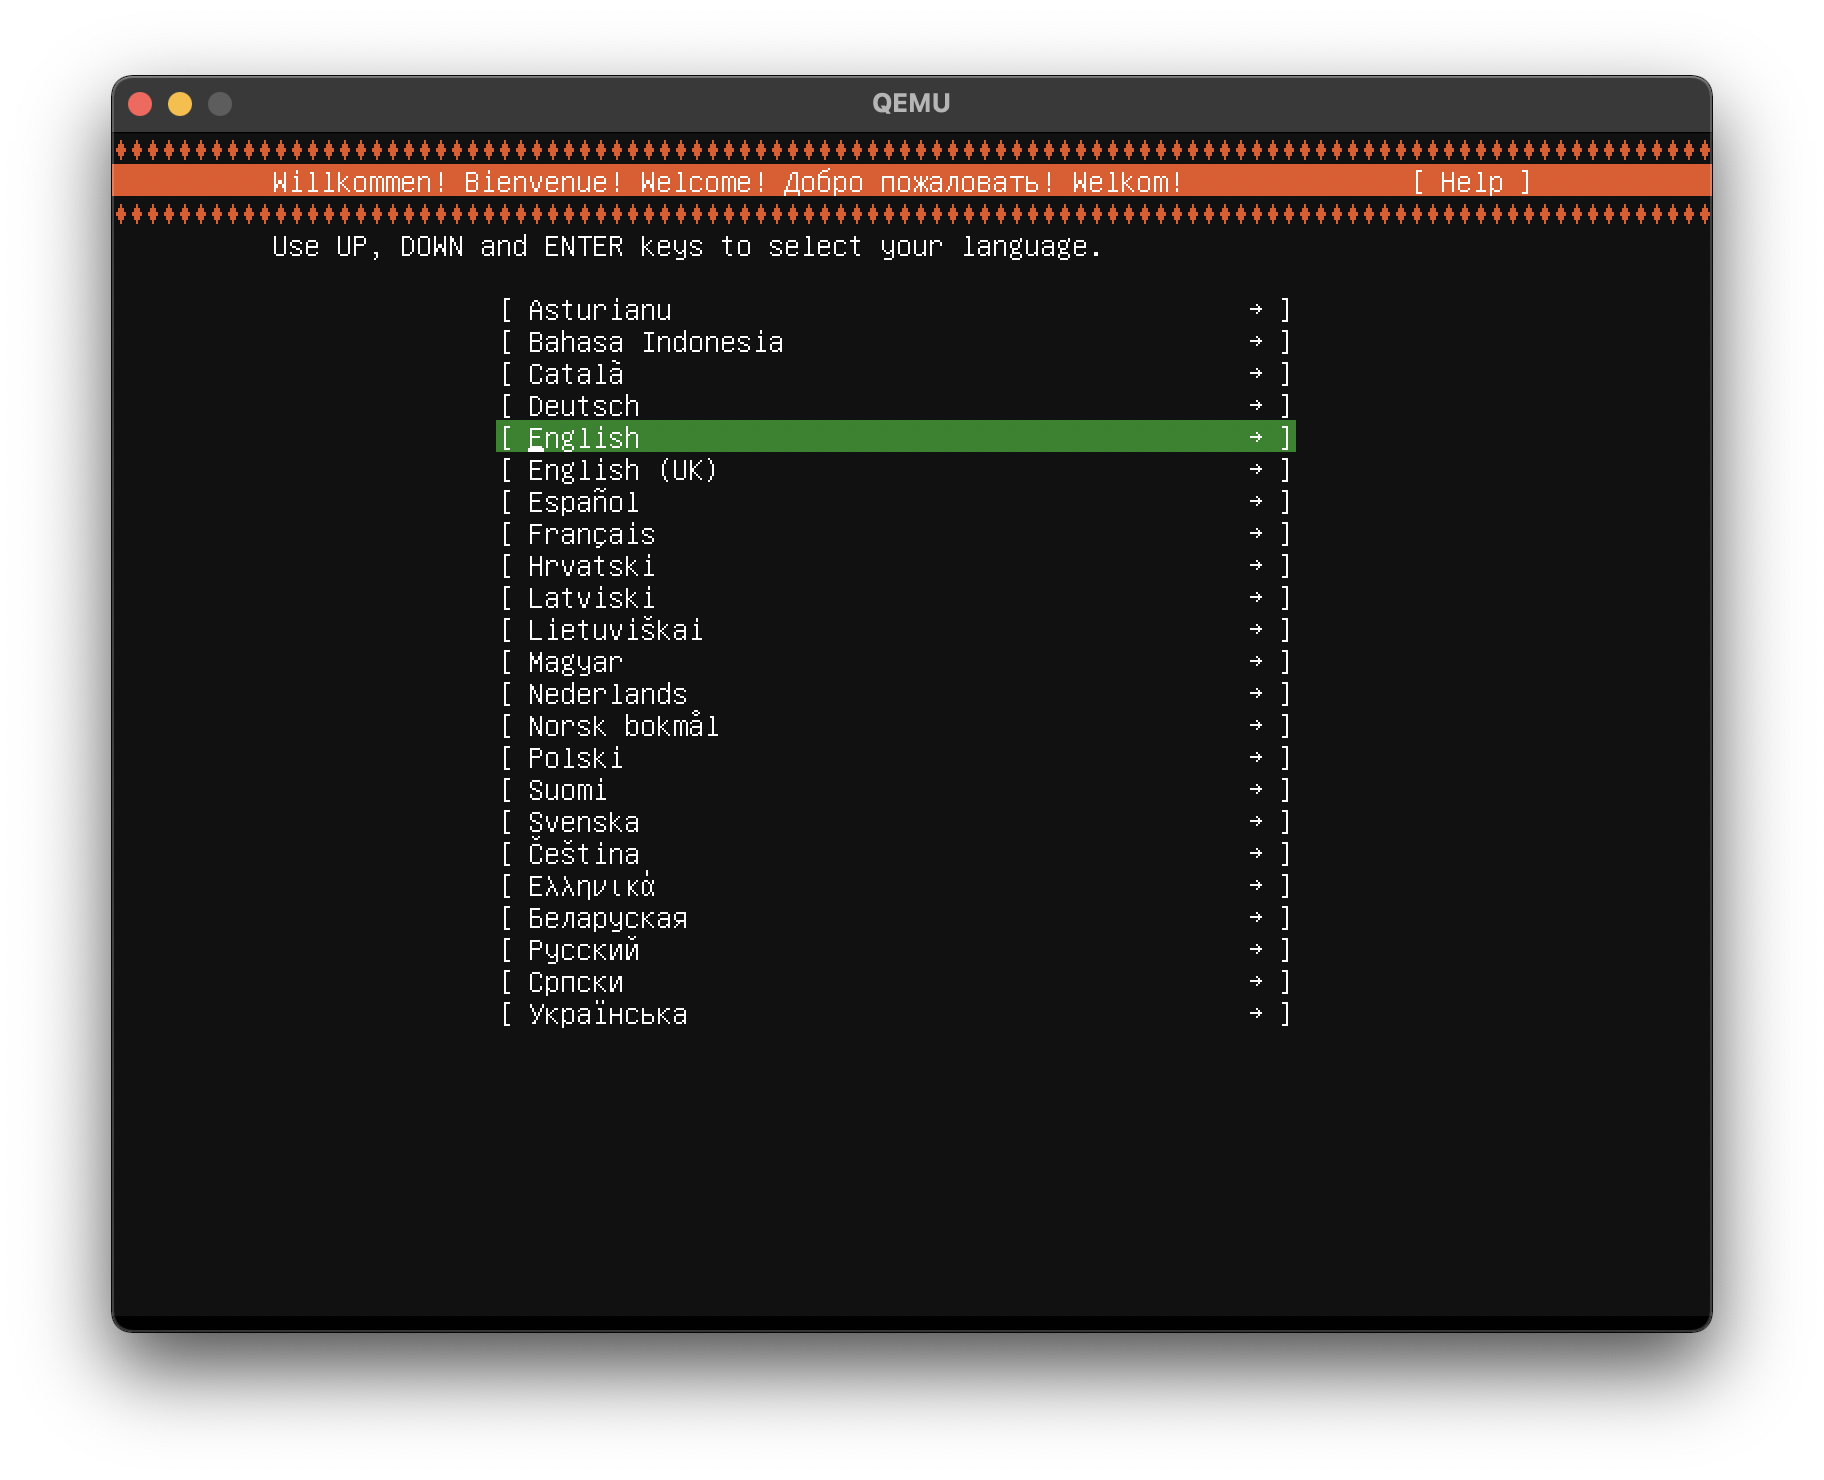 QEMU
Willkommen! Bienvenue! Welcome! Добро пожаловать! Welkom! [ Help ]
Use UP, DOWN and ENTER keys to select your language.
[ Asturianu → ]
[ Bahasa Indonesia → ]
[ Català → ]
[ Deutsch → ]
[ English → ]
[ English (UK) → ]
[ Español → ]
[ Français → ]
[ Hrvatski → ]
[ Latviski → ]
[ Lietuviškai → ]
[ Magyar → ]
[ Nederlands → ]
[ Norsk bokmål → ]
[ Polski → ]
[ Suomi → ]
[ Svenska → ]
[ Čeština → ]
[ Ελληνικά → ]
[ Беларуская → ]
[ Русский → ]
[ Српски → ]
[ Українська → ]